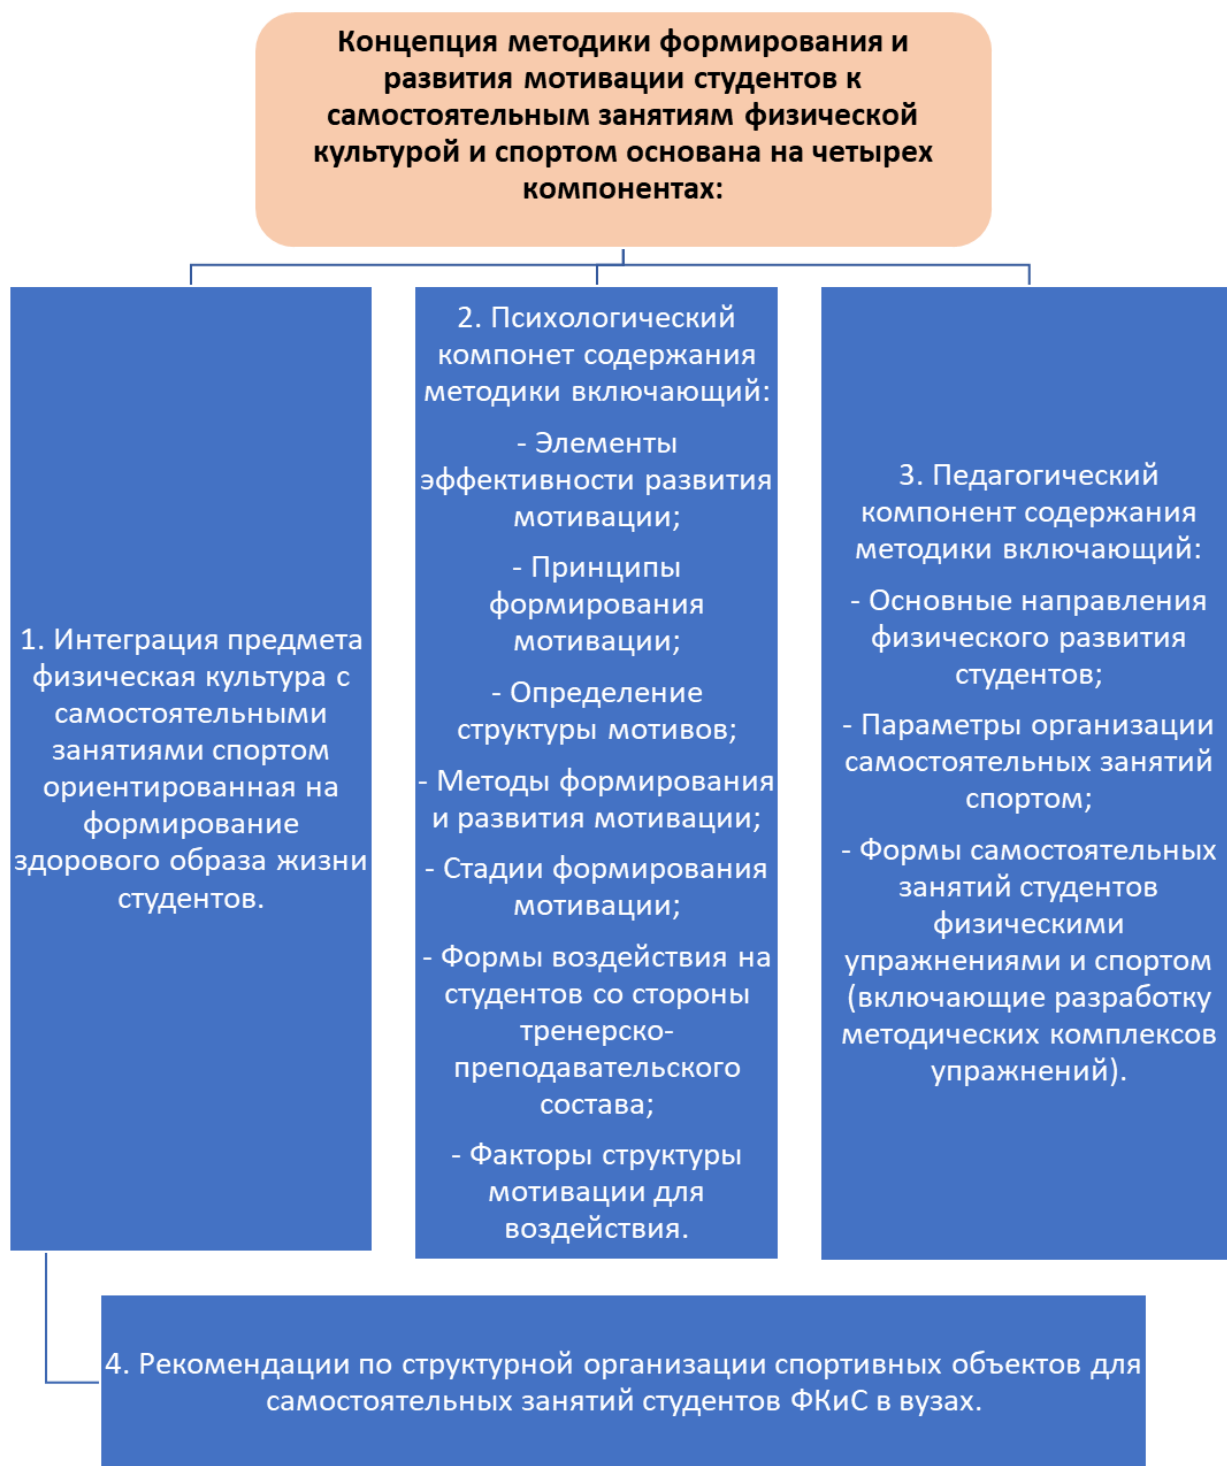 Концепция методики формирования и
развития мотивации студентов к
самостоятельным занятиям физической
культурой и спортом основана на четырех
компонентах:
1. Интеграция предмета
физическая культура с
самостоятельными
занятиями спортом
ориентированная на
формирование
здорового образа жизни
студентов.
2. Психологический
компонет содержания
методики включающий:
- Элементы
эффективности развития
мотивации;
- Принципы
формирования
мотивации;
- Определение
структуры мотивов;
- Методы формирования
и развития мотивации;
- Стадии формирования
мотивации;
- Формы воздействия на
студентов со стороны
тренерско-
преподавательского
состава;
- Факторы структуры
мотивации для
воздействия.
3. Педагогический
компонент содержания
методики включающий:
- Основные направления
физического развития
студентов;
- Параметры организации
самостоятельных занятий
спортом;
- Формы самостоятельных
занятий студентов
физическими
упражнениями и спортом
(включающие разработку
методических комплексов
упражнений).
4. Рекомендации по структурной организации спортивных объектов для
самостоятельных занятий студентов ФКиС в вузах.